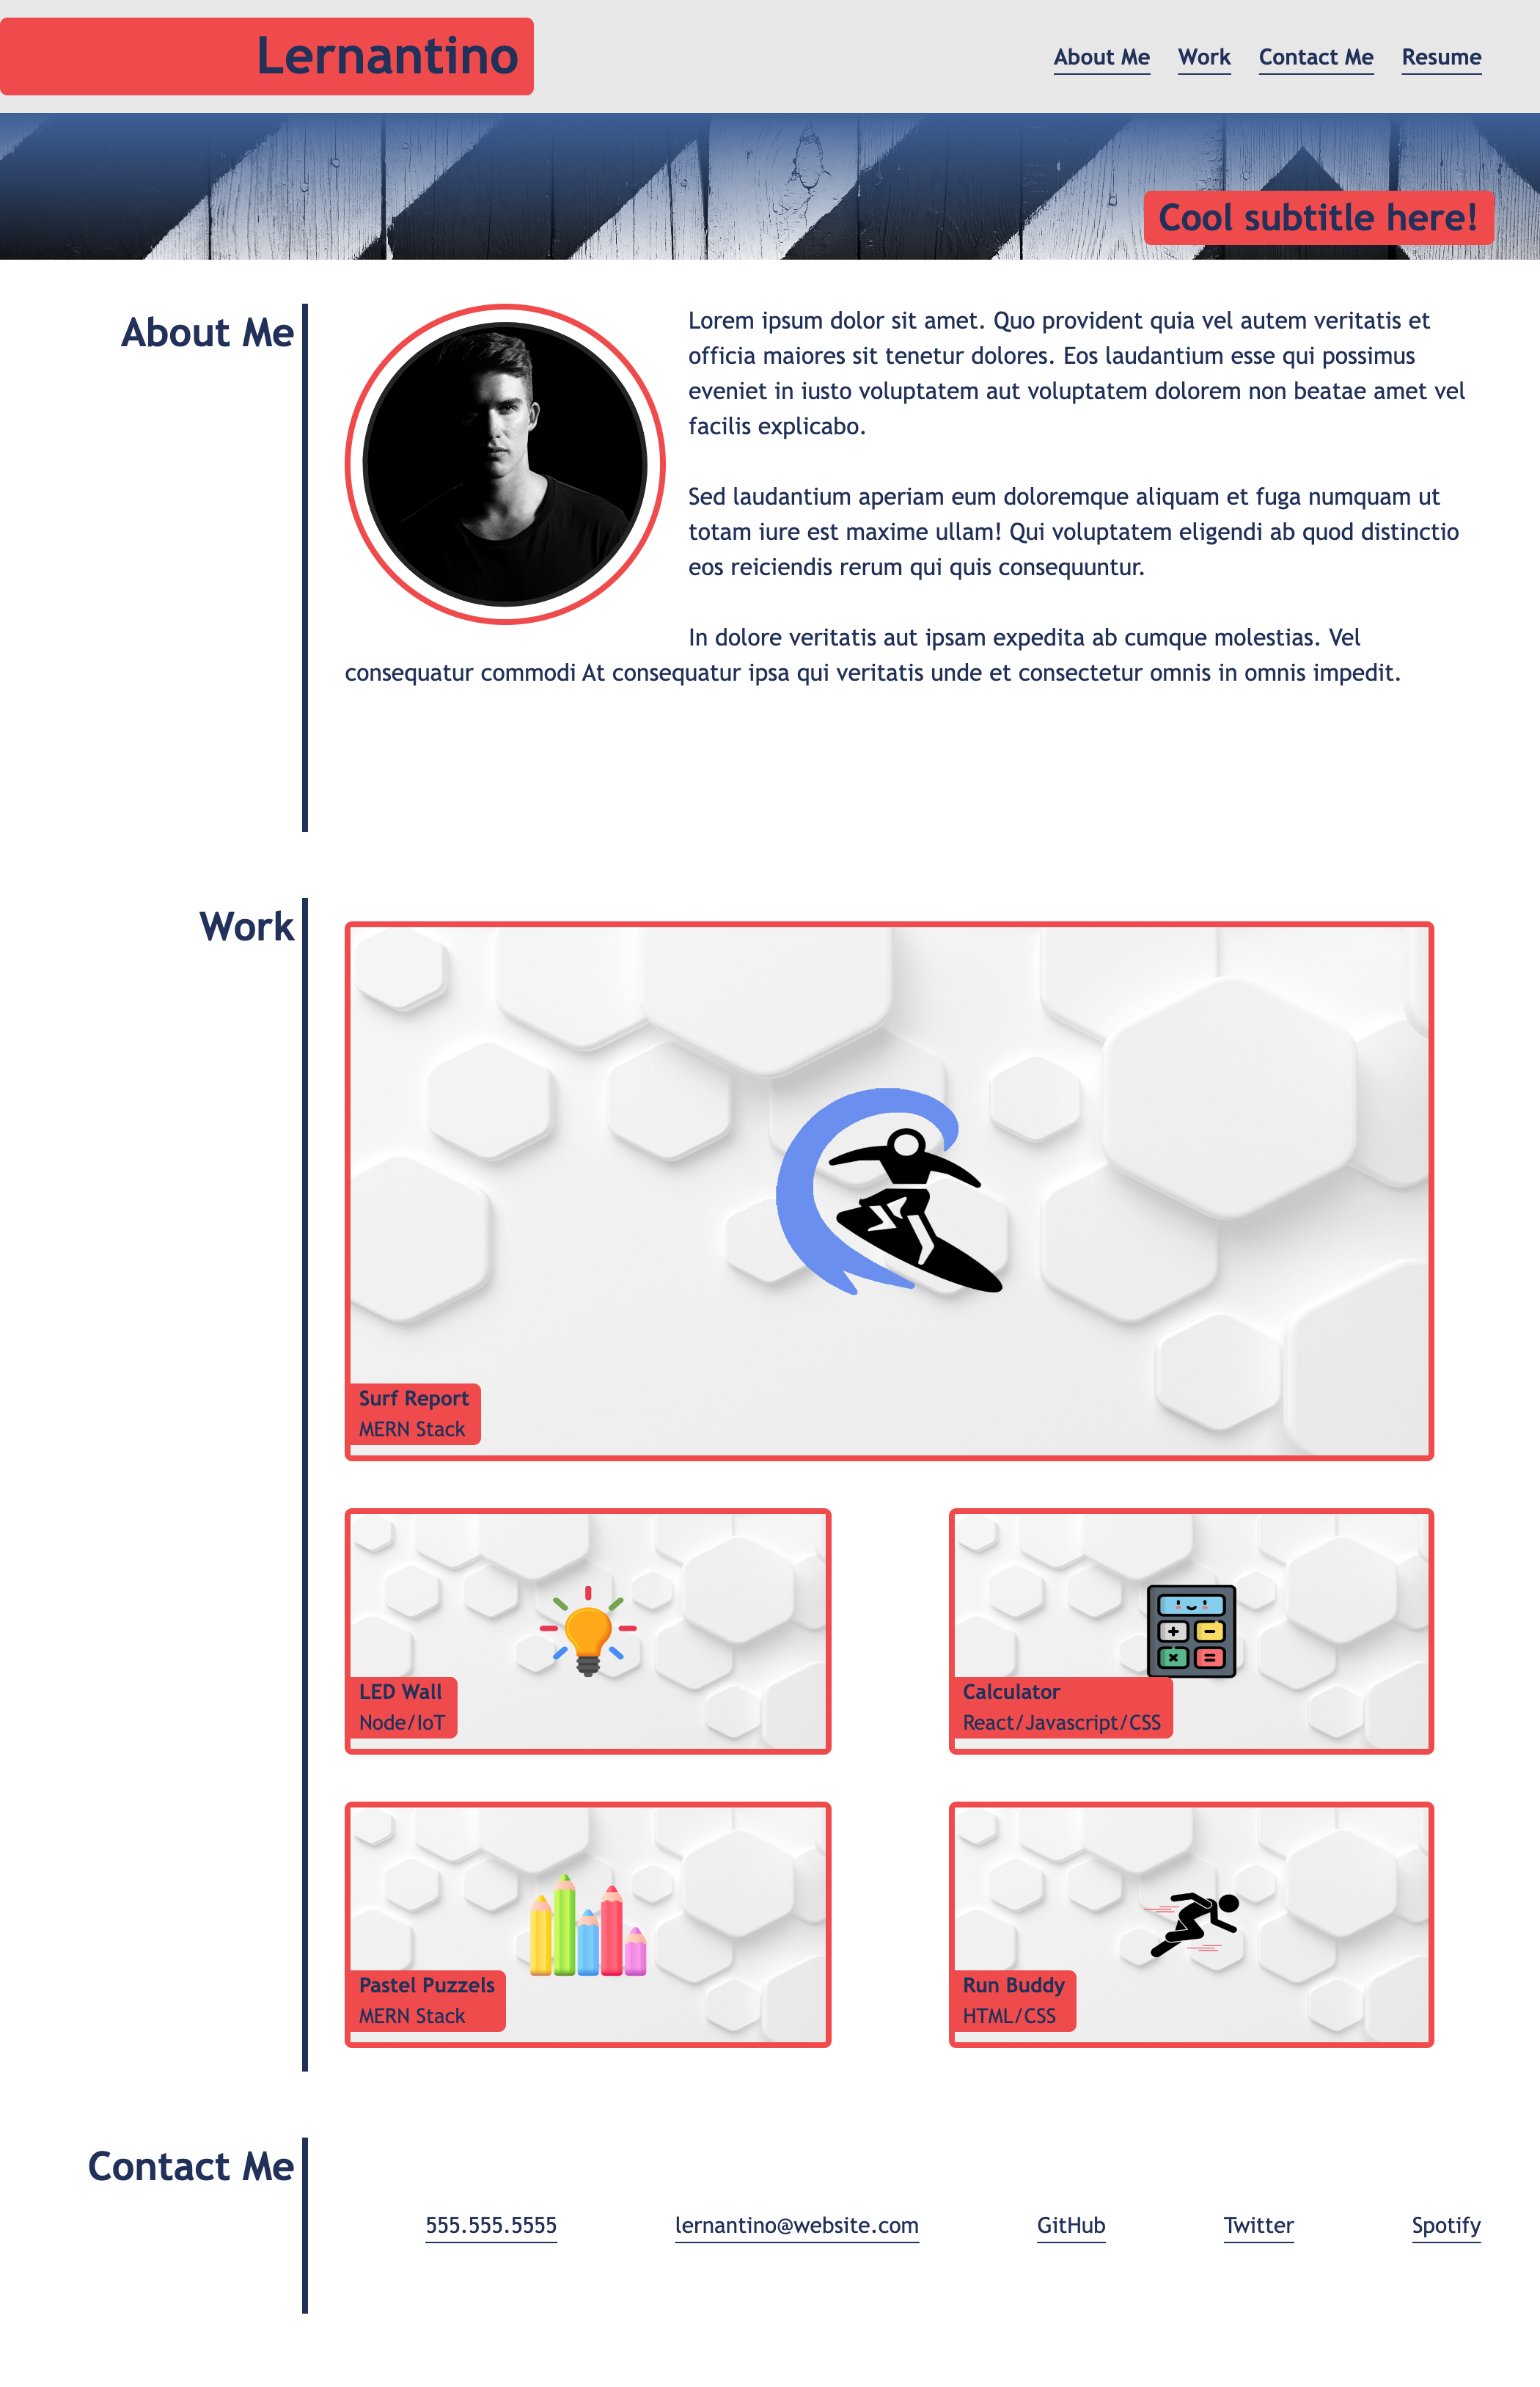 Lernantino
About Me Work Contact Me Resume
Cool subtitle here!
About Me
Lorem ipsum dolor sit amet. Quo provident quia vel autem veritatis et
officia maiores sit tenetur dolores. Eos laudantium esse qui possimus
eveniet in iusto voluptatem aut voluptatem dolorem non beatae amet vel
facilis explicabo.
Sed laudantium aperiam eum doloremque aliquam et fuga numquam ut
totam iure est maxime ullam! Qui voluptatem eligendi ab quod distinctio
eos reiciendis rerum qui quis consequuntur.
In dolore veritatis aut ipsam expedita ab cumque molestias. Vel
consequatur commodi At consequatur ipsa qui veritatis unde et consectetur omnis in omnis impedit.
Work
Surf Report
MERN Stack
LED Wall
Node/IoT
Calculator
React/Javascript/CSS
Pastel Puzzels
MERN Stack
Run Buddy
HTML/CSS
Contact Me
555.555.5555 lernantino@website.com GitHub Twitter Spotify